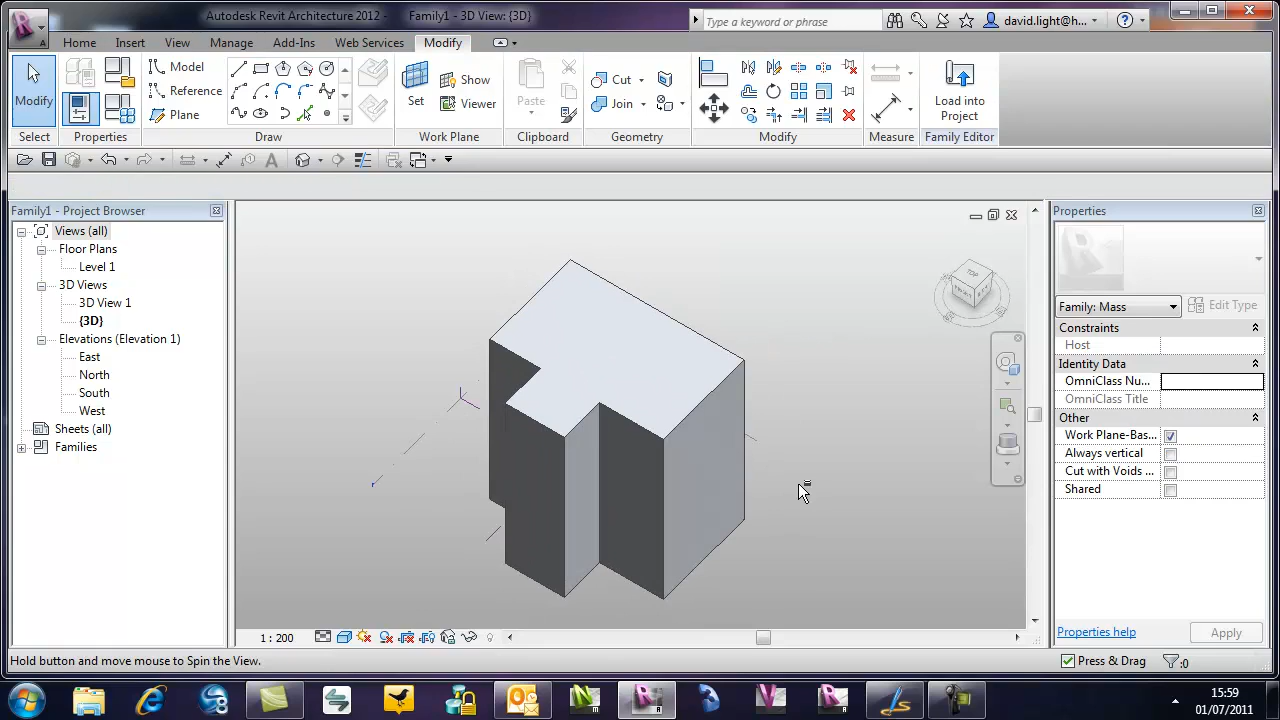 Autodesk Revit Architecture 2012 - Family1 - 3D View: {3D}
Type a keyword or phrase
david.light@h...
Home Insert View Manage Add-Ins Web Services Modify
Modify
Model
Reference
Plane
Set
Show
Viewer
Paste
Cut
Join
Load into
Project
Select Properties Draw Work Plane Clipboard Geometry Modify Measure Family Editor
Family1 - Project Browser
Views (all)
Floor Plans
Level 1
3D Views
3D View 1
{3D}
Elevations (Elevation 1)
East
North
South
West
Sheets (all)
Families
TOP
Properties
Family: Mass
Edit Type
Constraints
Host
Identity Data
OmniClass Nu...
OmniClass Title
Other
Work Plane-Bas...
Always vertical
Cut with Voids ...
Shared
Properties help
Apply
1 : 200
Hold button and move mouse to Spin the View.
Press & Drag
:0
15:59
01/07/2011